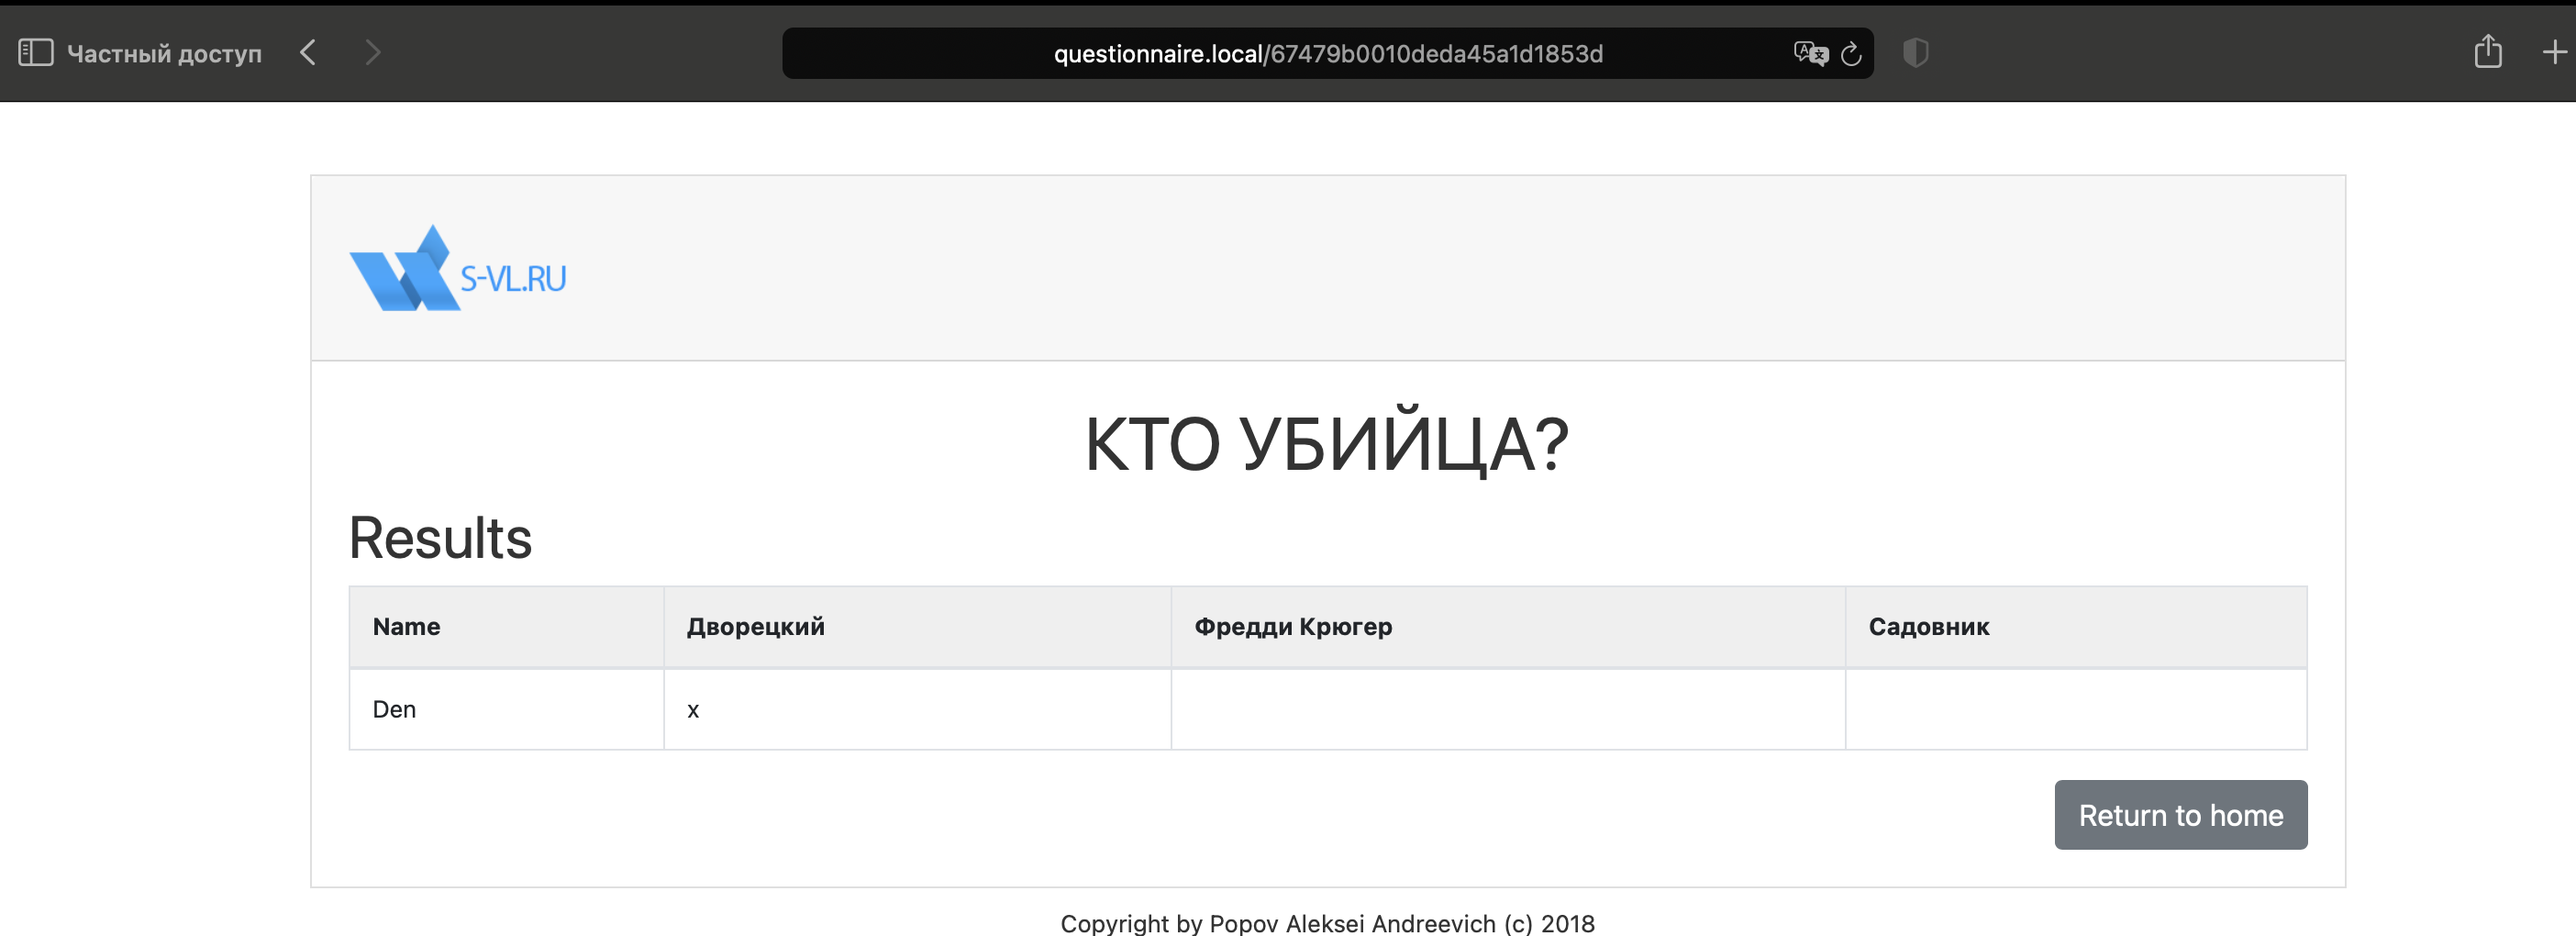 Частный доступ
questionnaire.local/67479b0010deda45a1d1853d
S-VL.RU
КТО УБИЙЦА?
Results
Name Дворецкий Фредди Крюгер Садовник
Den x
Return to home
Copyright by Popov Aleksei Andreevich (c) 2018